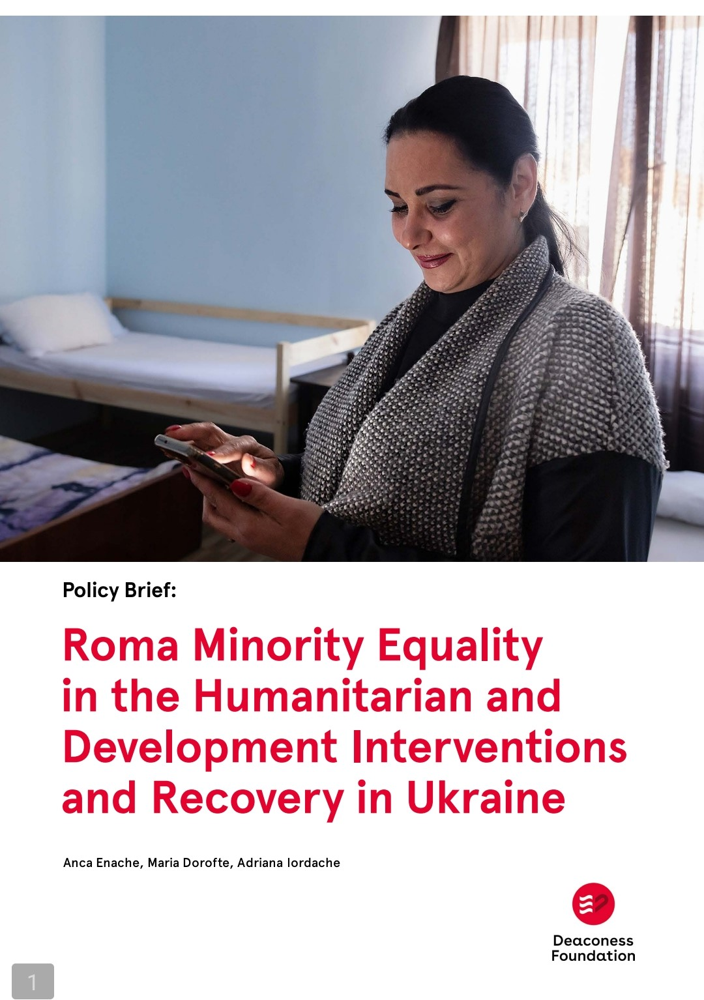 Policy Brief:
Roma Minority Equality
in the Humanitarian and
Development Interventions
and Recovery in Ukraine
Anca Enache, Maria Dorofte, Adriana Iordache
Deaconess
Foundation
1